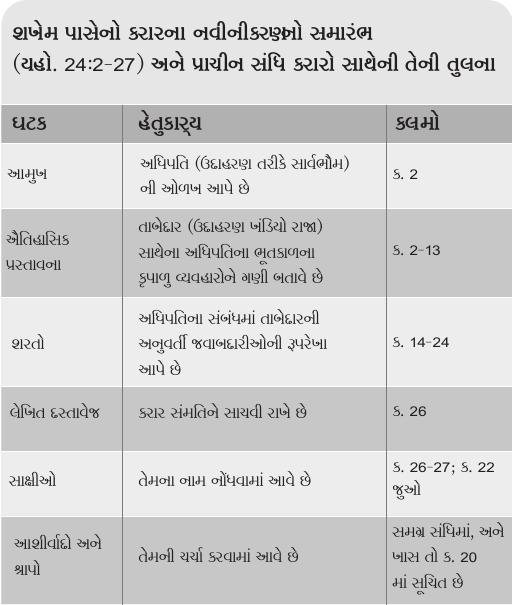 શખેમ પાસેનો કરારના નવીનીકરણનો સમારંભ
(યહો. 24:2-27) અને પ્રાચીન સંધિ કરારો સાથેની તેની તુલના
ઘટક હેતુકાર્ય કલમો
આમુખ
અધિપતિ (ઉદાહરણ તરીકે સાર્વભૌમ)
ની ઓળખ આપે છે
ક. 2
ઐતિહાસિક
પ્રસ્તાવના
તાબેદાર (ઉદાહરણ ખંડિયો રાજા)
સાથેના અધિપતિના ભૂતકાળના
કૃપાળુ વ્યવહારોને ગણી બતાવે છે
ક. 2-13
શરતો
અધિપતિના સંબંધમાં તાબેદારની
અનુવર્તી જવાબદારીઓની રૂપરેખા
આપે છે
ક. 14-24
લેખિત દસ્તાવેજ
કરાર સંમતિને સાચવી રાખે છે
ક. 26
સાક્ષીઓ
તેમના નામ નોંધવામાં આવે છે
ક. 26-27; ક. 22
જુઓ
આશીર્વાદો અને
શ્રાપો
તેમની ચર્ચા કરવામાં આવે છે
સમગ્ર સંધિમાં, અને
ખાસ તો ક. 20
માં સૂચિત છે